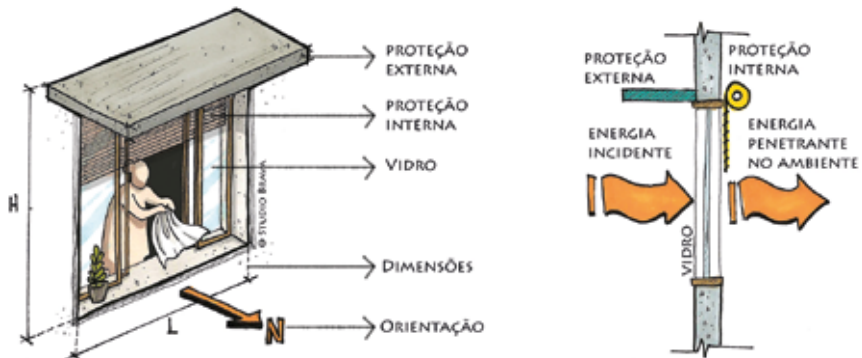 PROTEÇÃO
EXTERNA
PROTEÇÃO
INTERNA
VIDRO
© STUDIO BRAVA
DIMENSÕES
ORIENTAÇÃO
H
L
N
PROTEÇÃO
EXTERNA
PROTEÇÃO
INTERNA
ENERGIA
INCIDENTE
ENERGIA
PENETRANTE
NO AMBIENTE
VIDRO